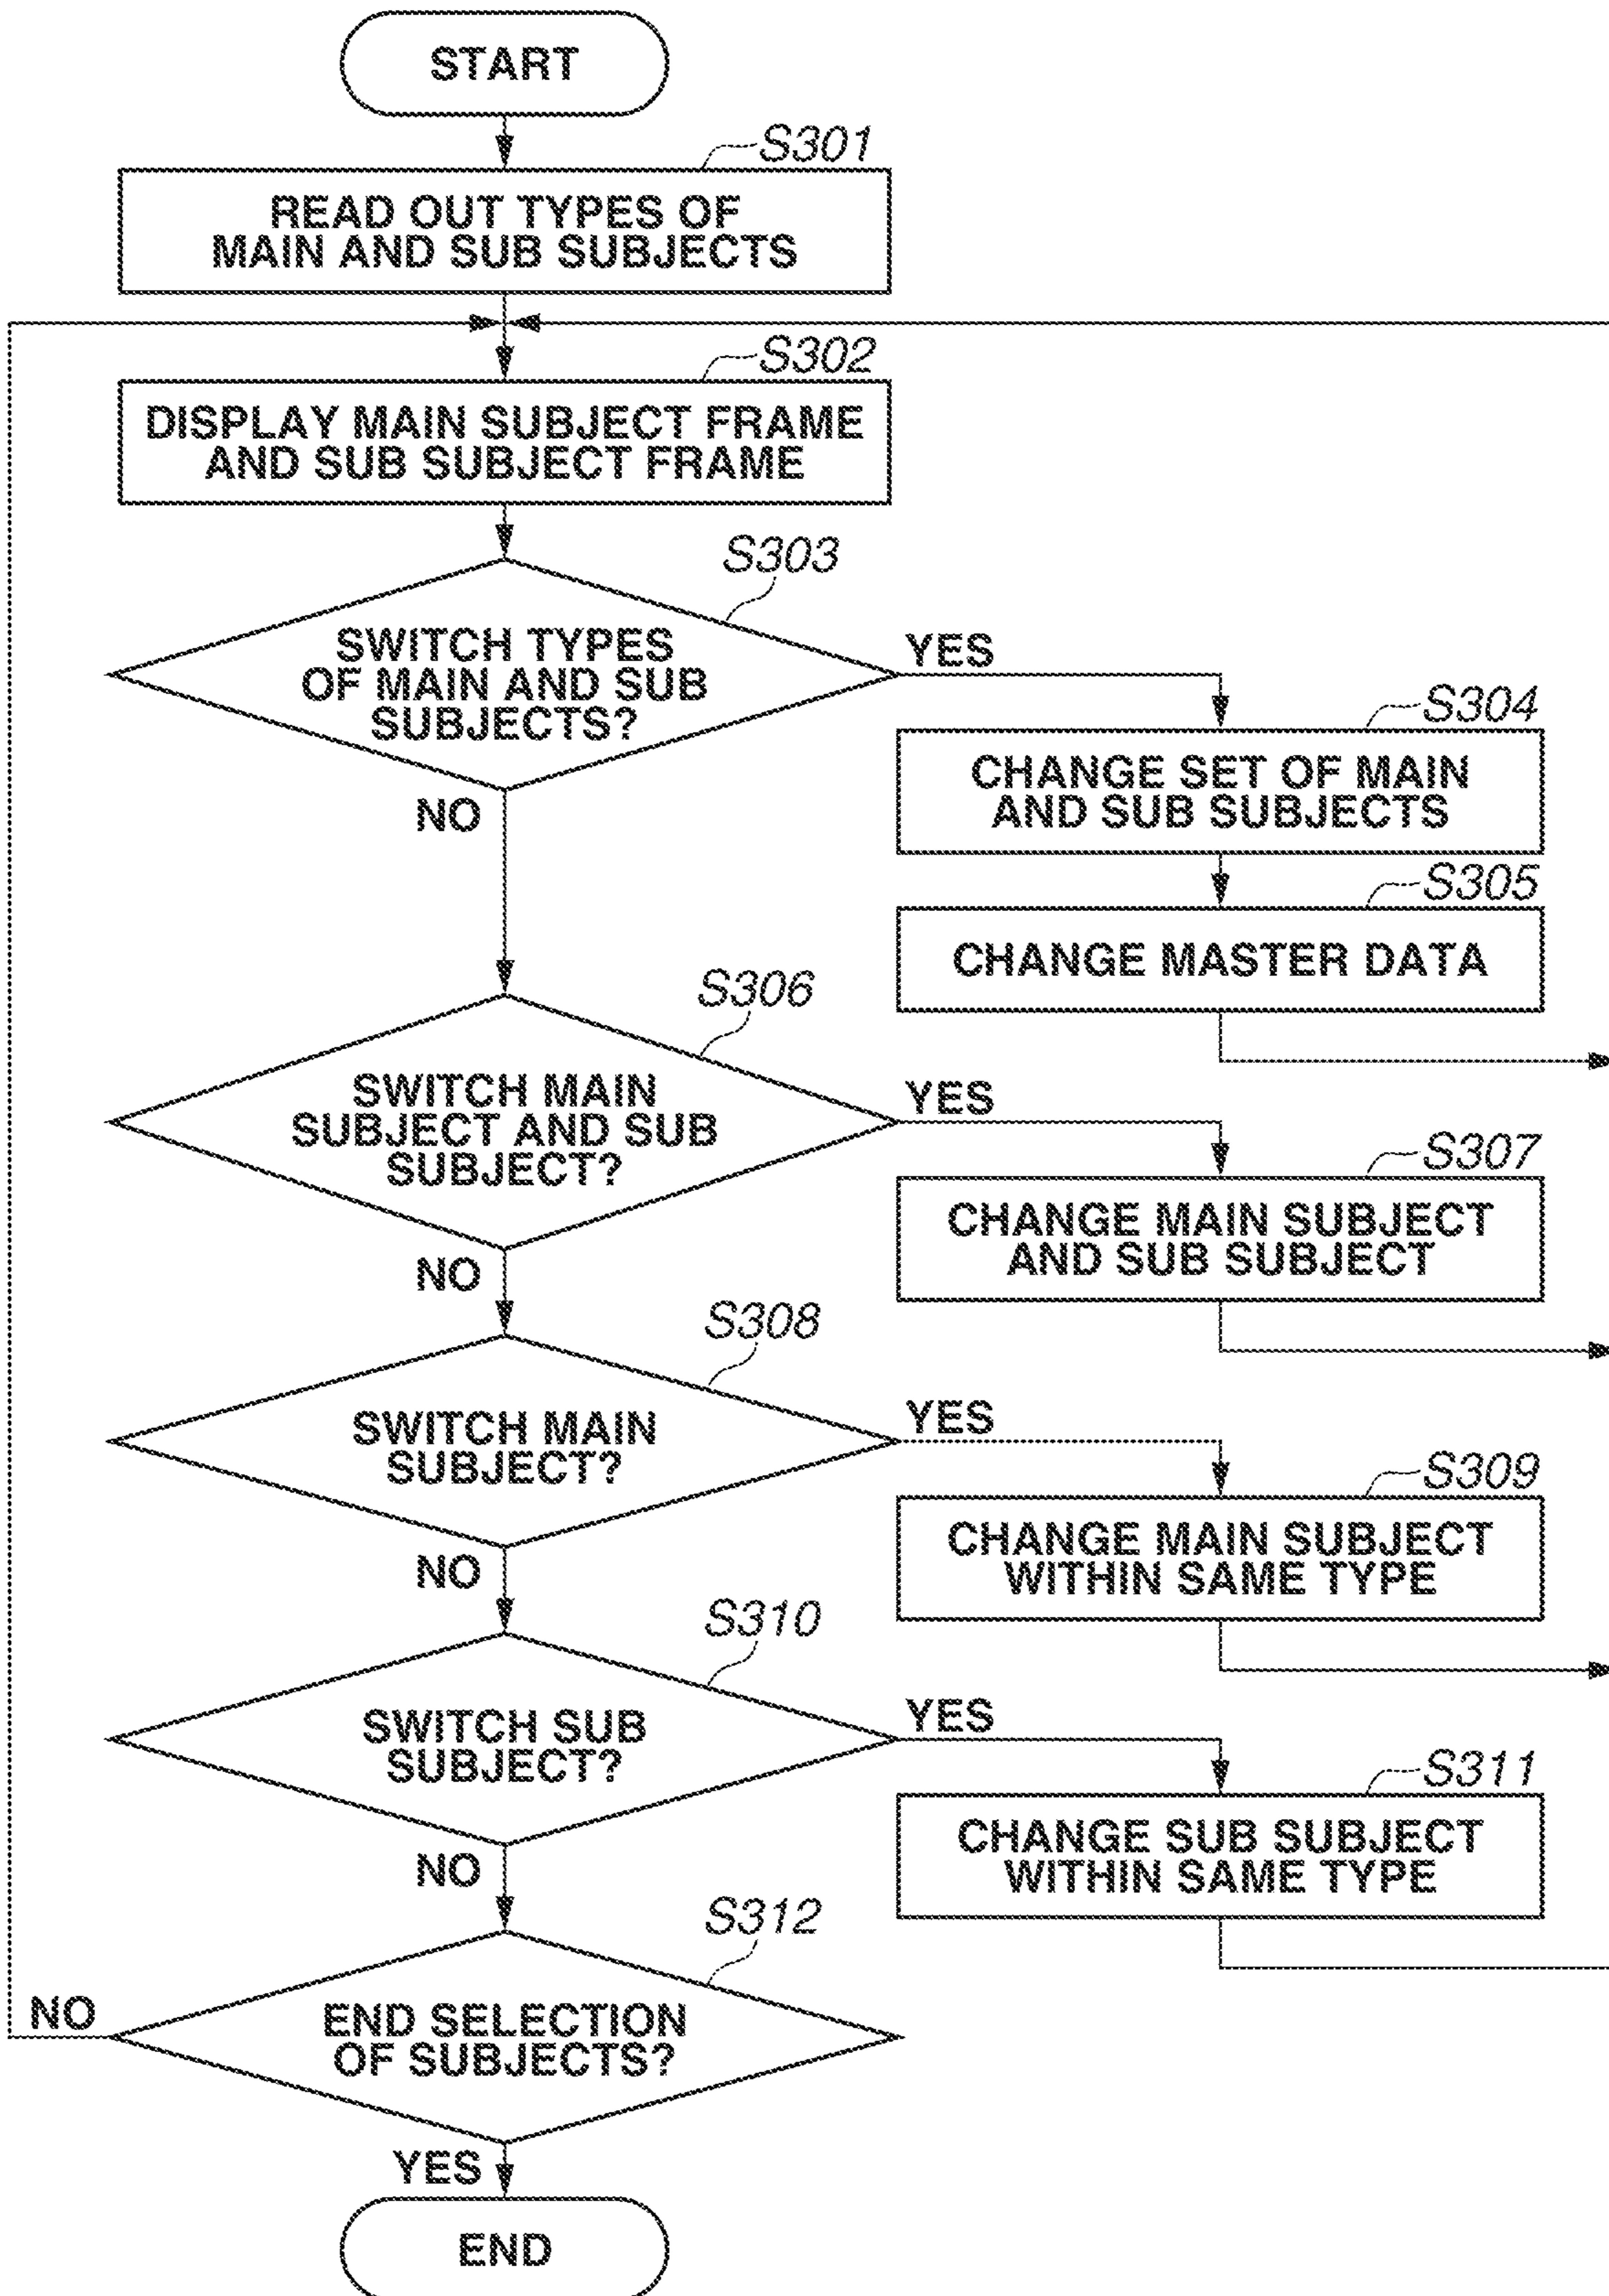 START
S301
READ OUT TYPES OF
MAIN AND SUB SUBJECTS
S302
DISPLAY MAIN SUBJECT FRAME
AND SUB SUBJECT FRAME
S303
SWITCH TYPES
OF MAIN AND SUB
SUBJECTS?
YES
NO
S304
CHANGE SET OF MAIN
AND SUB SUBJECTS
S305
CHANGE MASTER DATA
S306
SWITCH MAIN
SUBJECT AND SUB
SUBJECT?
YES
NO
S307
CHANGE MAIN SUBJECT
AND SUB SUBJECT
S308
SWITCH MAIN
SUBJECT?
YES
NO
S309
CHANGE MAIN SUBJECT
WITHIN SAME TYPE
S310
SWITCH SUB
SUBJECT?
YES
NO
S311
CHANGE SUB SUBJECT
WITHIN SAME TYPE
S312
END SELECTION
OF SUBJECTS?
NO
YES
END